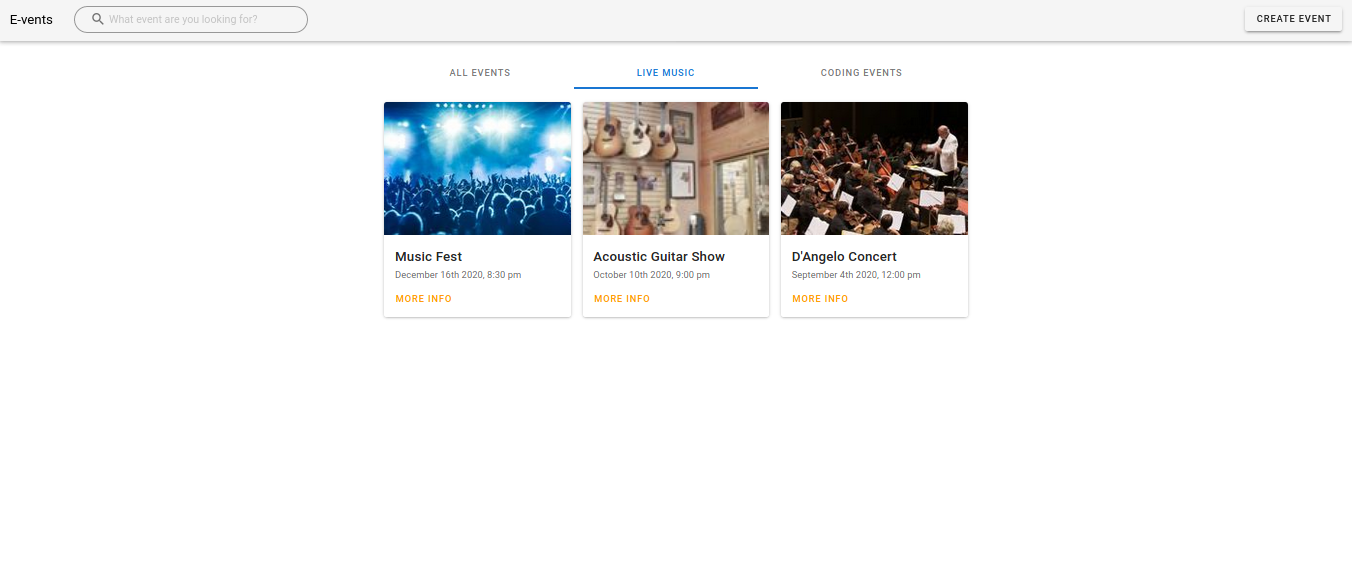 E-vents
What event are you looking for?
CREATE EVENT
ALL EVENTS
LIVE MUSIC
CODING EVENTS
Music Fest
December 16th 2020, 8:30 pm
MORE INFO
Acoustic Guitar Show
October 10th 2020, 9:00 pm
MORE INFO
D'Angelo Concert
September 4th 2020, 12:00 pm
MORE INFO